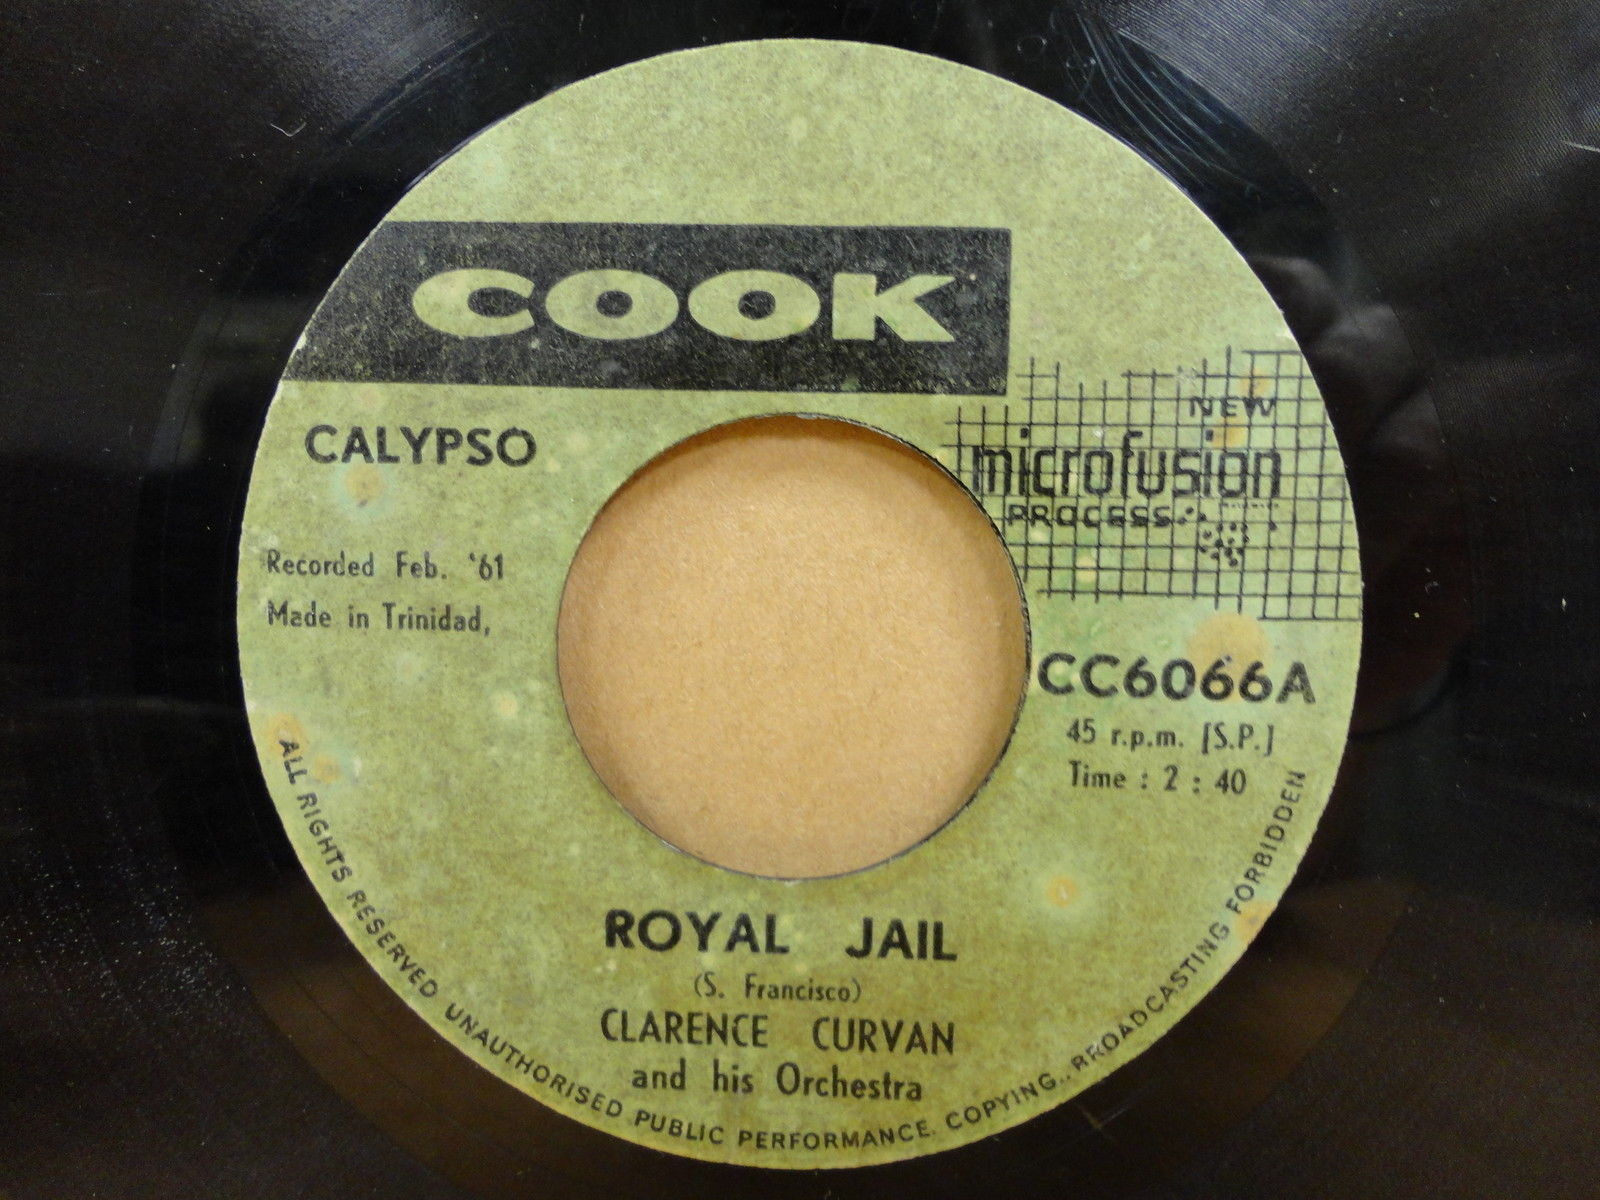 COOK
CALYPSO
NEW
microfusion
PROCESS
Recorded Feb. '61
Made in Trinidad,
CC6066A
45 r.p.m. [S.P.]
Time : 2 : 40
ROYAL JAIL
(S. Francisco)
CLARENCE CURVAN
and his Orchestra
ALL RIGHTS RESERVED UNAUTHORISED PUBLIC PERFORMANCE. COPYING.. BROADCASTING FORBIDDEN